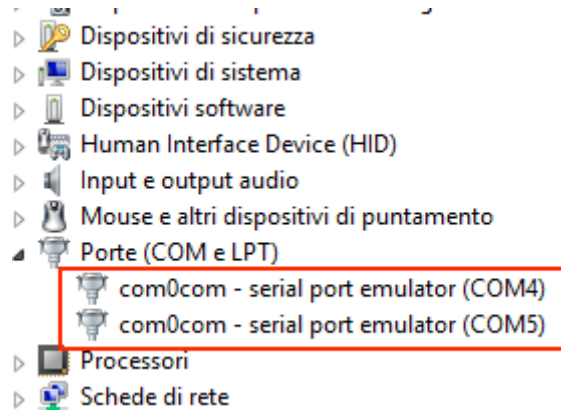 Dispositivi di sicurezza
Dispositivi di sistema
Dispositivi software
Human Interface Device (HID)
Input e output audio
Mouse e altri dispositivi di puntamento
Porte (COM e LPT)
com0com - serial port emulator (COM4)
com0com - serial port emulator (COM5)
Processori
Schede di rete